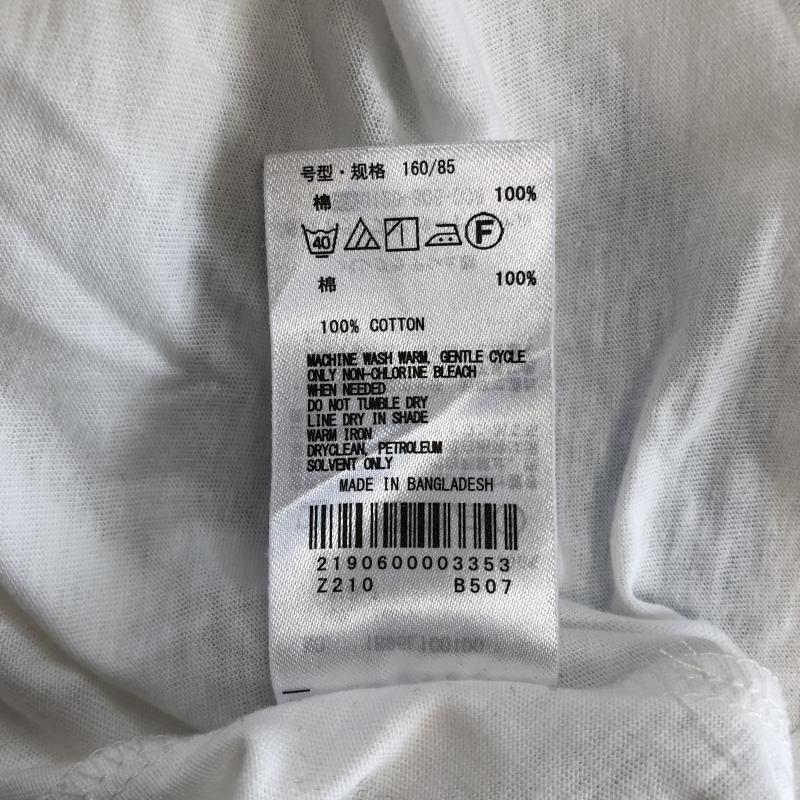 号型·规格 160/85
棉 100%
40 F
棉 100%
100% COTTON
MACHINE WASH WARM, GENTLE CYCLE
ONLY NON-CHLORINE BLEACH
WHEN NEEDED
DO NOT TUMBLE DRY
LINE DRY IN SHADE
WARM IRON
DRYCLEAN, PETROLEUM
SOLVENT ONLY
MADE IN BANGLADESH
2190600003353
Z210 B507